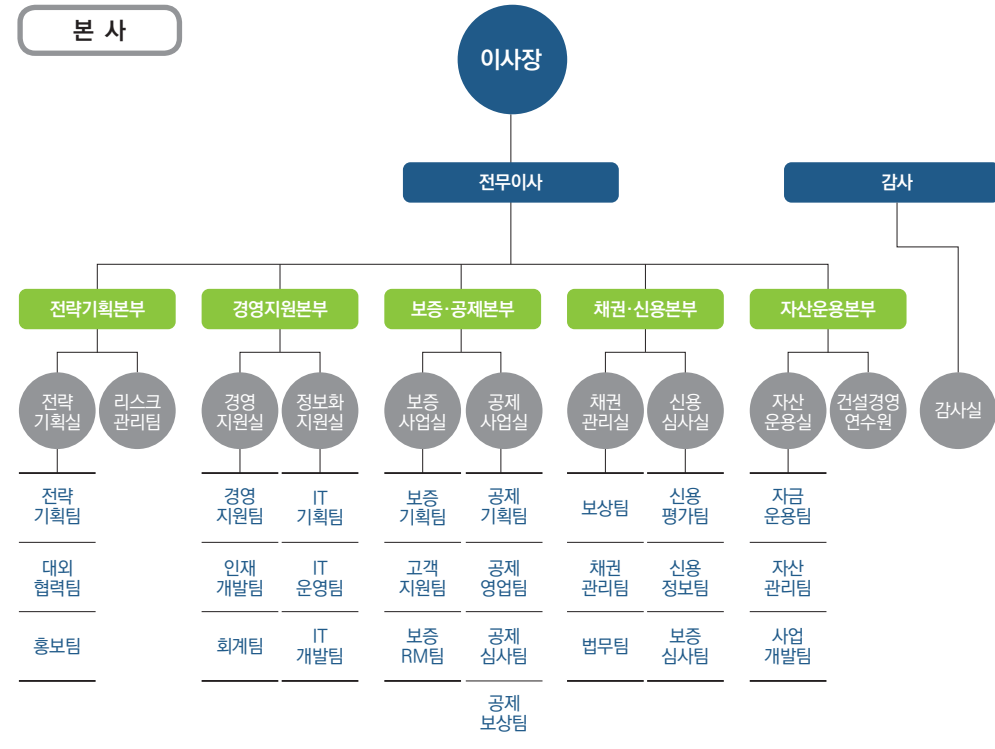 본 사
이사장
전무이사
감사
전략기획본부
경영지원본부
보증·공제본부
채권·신용본부
자산운용본부
전략
기획실
리스크
관리팀
경영
지원실
정보화
지원실
보증
사업실
공제
사업실
채권
관리실
신용
심사실
자산
운용실
건설경영
연수원
감사실
전략
기획팀
대외
협력팀
홍보팀
경영
지원팀
인재
개발팀
회계팀
IT
기획팀
IT
운영팀
IT
개발팀
보증
기획팀
고객
지원팀
보증
RM팀
공제
기획팀
공제
영업팀
공제
심사팀
공제
보상팀
보상팀
채권
관리팀
법무팀
신용
평가팀
신용
정보팀
보증
심사팀
자금
운용팀
자산
관리팀
사업
개발팀